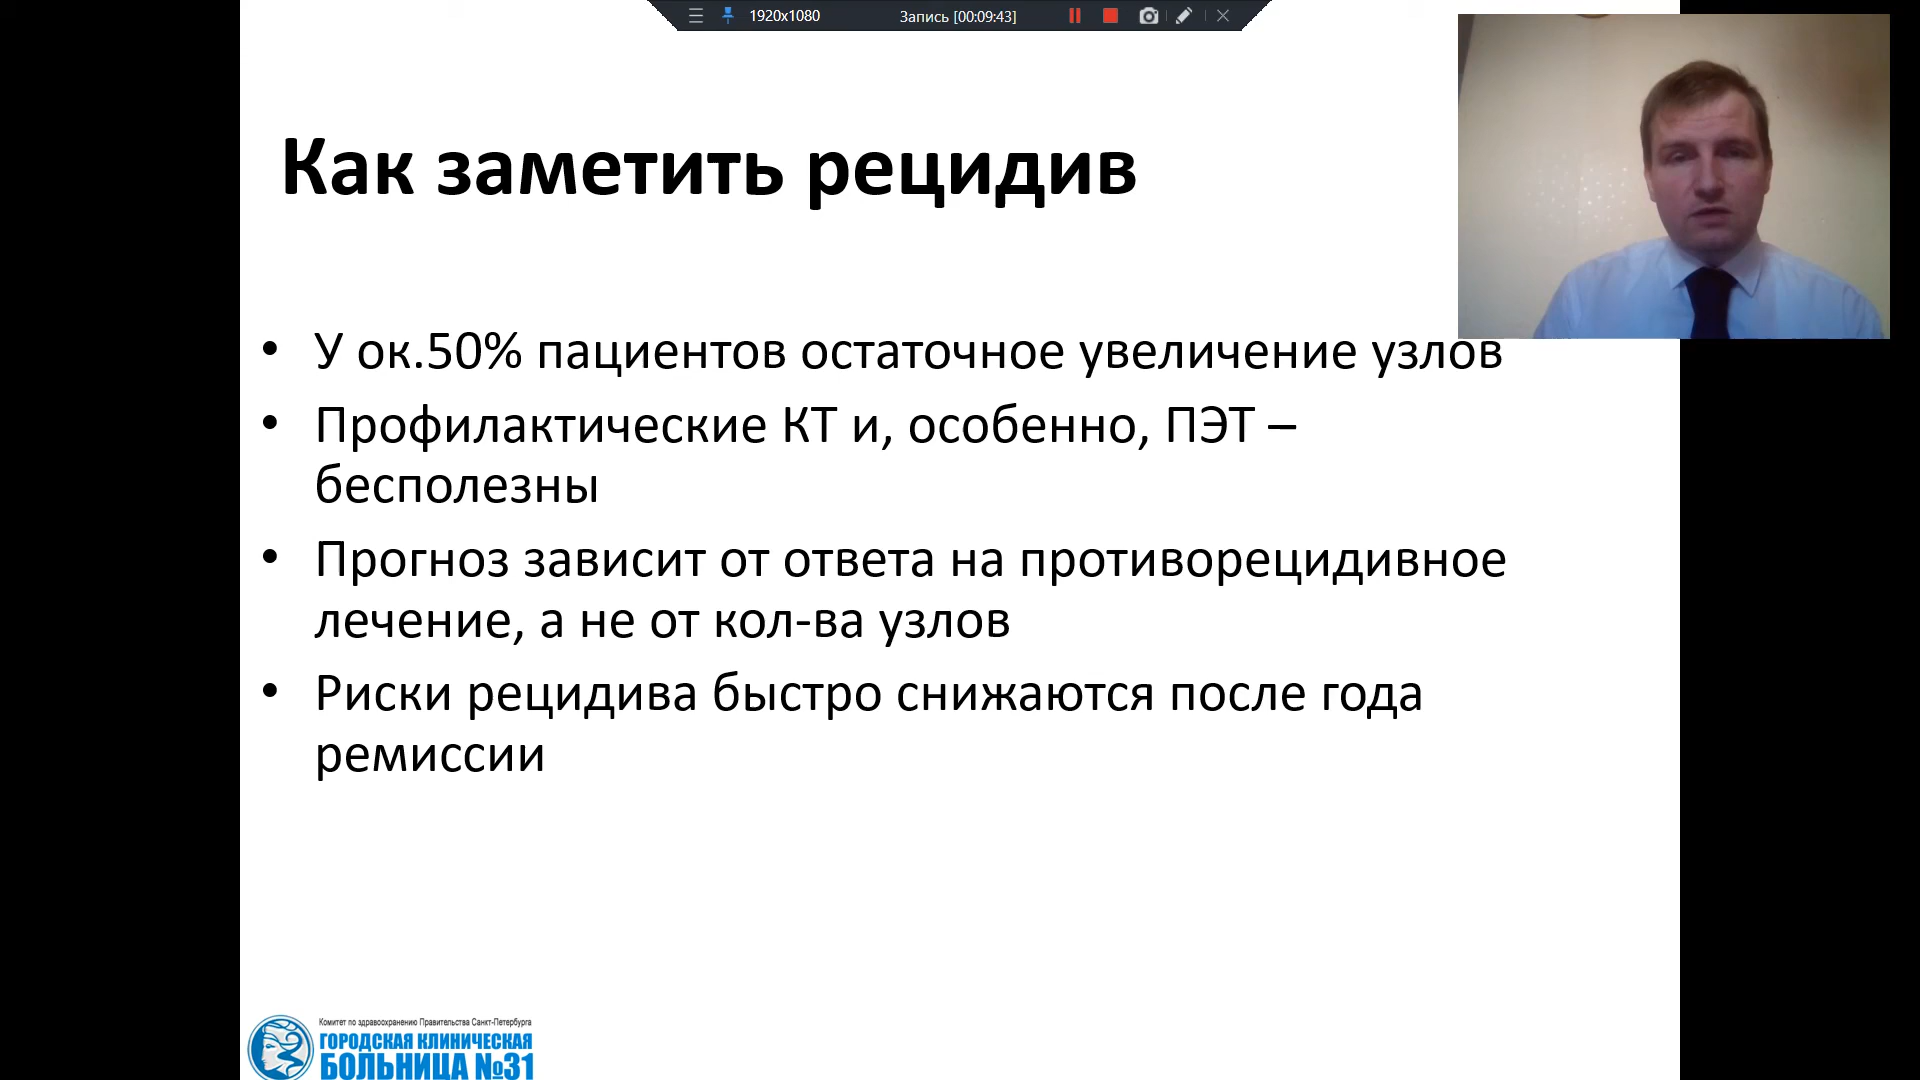 1920x1080 Запись [00:09:43]
Как заметить рецидив
• У ок.50% пациентов остаточное увеличение узлов
• Профилактические КТ и, особенно, ПЭТ –
бесполезны
• Прогноз зависит от ответа на противорецидивное
лечение, а не от кол-ва узлов
• Риски рецидива быстро снижаются после года
ремиссии
Комитет по здравоохранению Правительства Санкт-Петербурга
ГОРОДСКАЯ КЛИНИЧЕСКАЯ
БОЛЬНИЦА №31